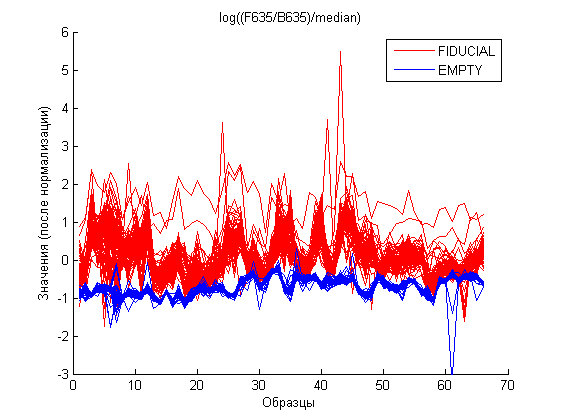 log((F635/B635)/median)
FIDUCIAL
EMPTY
Значения (после нормализации)
6
5
4
3
2
1
0
-1
-2
-3
0 10 20 30 40 50 60 70
Образцы